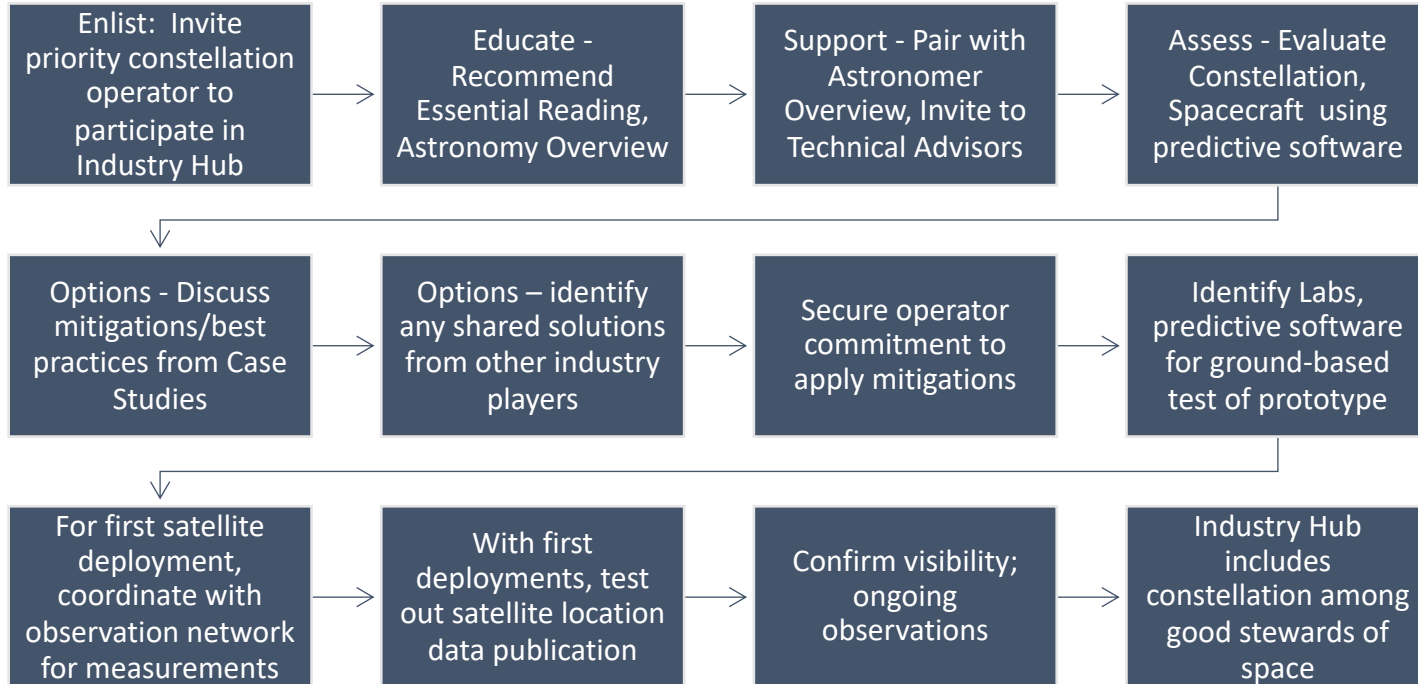 Enlist:  Invite
priority constellation
operator to
participate in
Industry Hub
Educate -
Recommend
Essential Reading,
Astronomy Overview
Support - Pair with
Astronomer
Overview, Invite to
Technical Advisors
Assess - Evaluate
Constellation,
Spacecraft  using
predictive software
Options - Discuss
mitigations/best
practices from Case
Studies
Options – identify
any shared solutions
from other industry
players
Secure operator
commitment to
apply mitigations
Identify Labs,
predictive software
for ground-based
test of prototype
For first satellite
deployment,
coordinate with
observation network
for measurements
With first
deployments, test
out satellite location
data publication
Confirm visibility;
ongoing
observations
Industry Hub
includes
constellation among
good stewards of
space